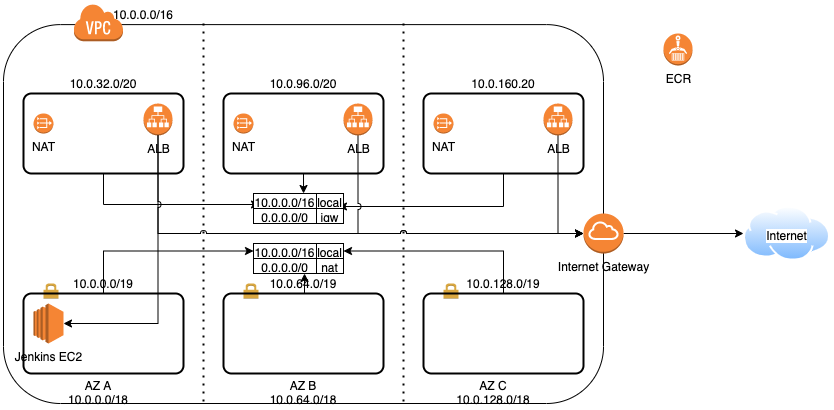 10.0.0.0/16
VPC
ECR
10.0.32.0/20
10.0.96.0/20
10.0.160.20
NAT
ALB
NAT
ALB
NAT
ALB
10.0.0.0/16 local
0.0.0.0/0 igw
Internet
10.0.0.0/16 local
0.0.0.0/0 nat
Internet Gateway
10.0.0.0/19
10.0.64.0/19
10.0.128.0/19
Jenkins EC2
AZ A
10.0.0.0/18
AZ B
10.0.64.0/18
AZ C
10.0.128.0/18